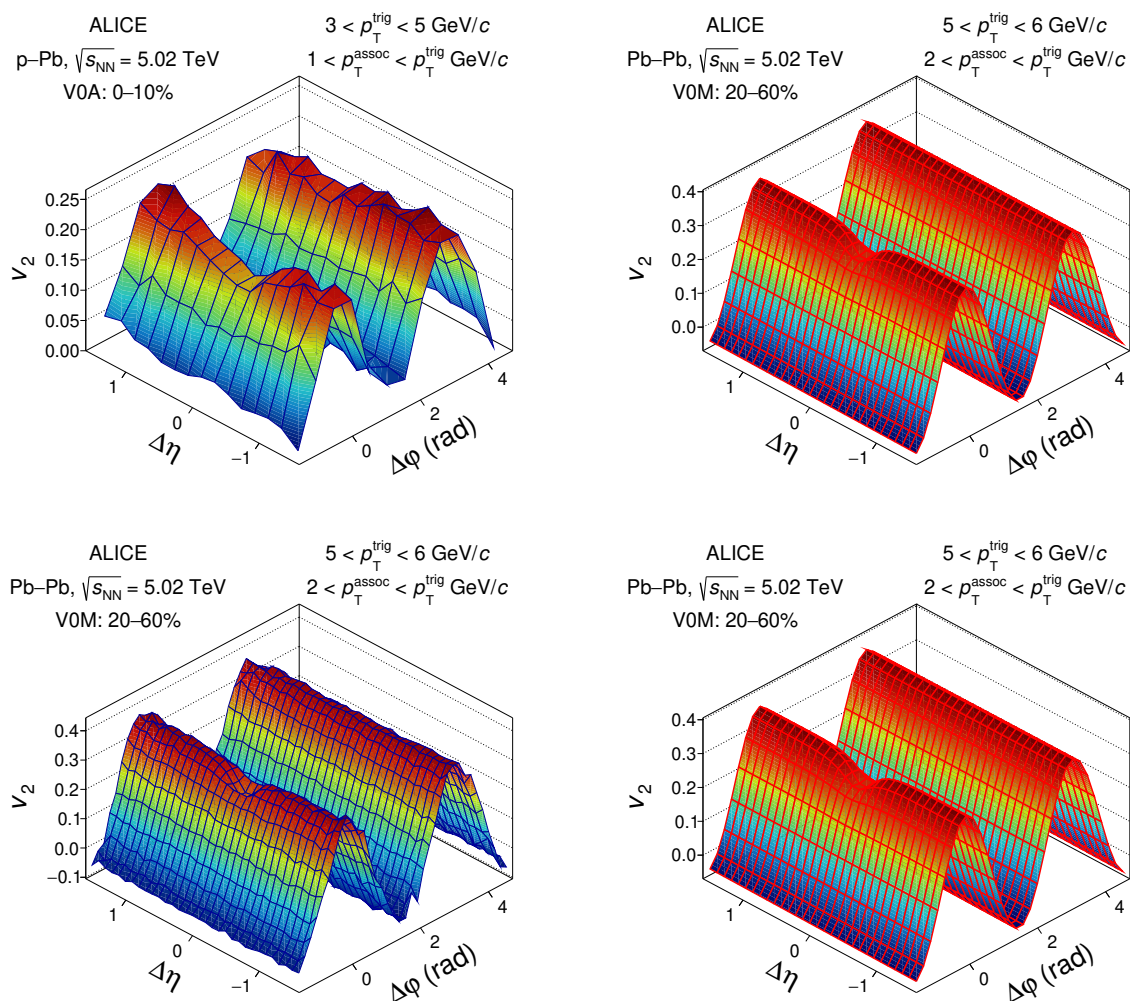 ALICE
3 < p_T^trig < 5 GeV/c
p–Pb, √s_NN = 5.02 TeV
1 < p_T^assoc < p_T^trig GeV/c
V0A: 0–10%
0.25
0.20
0.15
0.10
0.05
0.00
v_2
1
0
−1
Δη
0
2
4
Δφ (rad)
ALICE
5 < p_T^trig < 6 GeV/c
Pb–Pb, √s_NN = 5.02 TeV
2 < p_T^assoc < p_T^trig GeV/c
V0M: 20–60%
0.4
0.3
0.2
0.1
0.0
v_2
1
0
−1
Δη
0
2
4
Δφ (rad)
ALICE
5 < p_T^trig < 6 GeV/c
Pb–Pb, √s_NN = 5.02 TeV
2 < p_T^assoc < p_T^trig GeV/c
V0M: 20–60%
0.4
0.3
0.2
0.1
0.0
−0.1
v_2
1
0
−1
Δη
0
2
4
Δφ (rad)
ALICE
5 < p_T^trig < 6 GeV/c
Pb–Pb, √s_NN = 5.02 TeV
2 < p_T^assoc < p_T^trig GeV/c
V0M: 20–60%
0.4
0.3
0.2
0.1
0.0
v_2
1
0
−1
Δη
0
2
4
Δφ (rad)